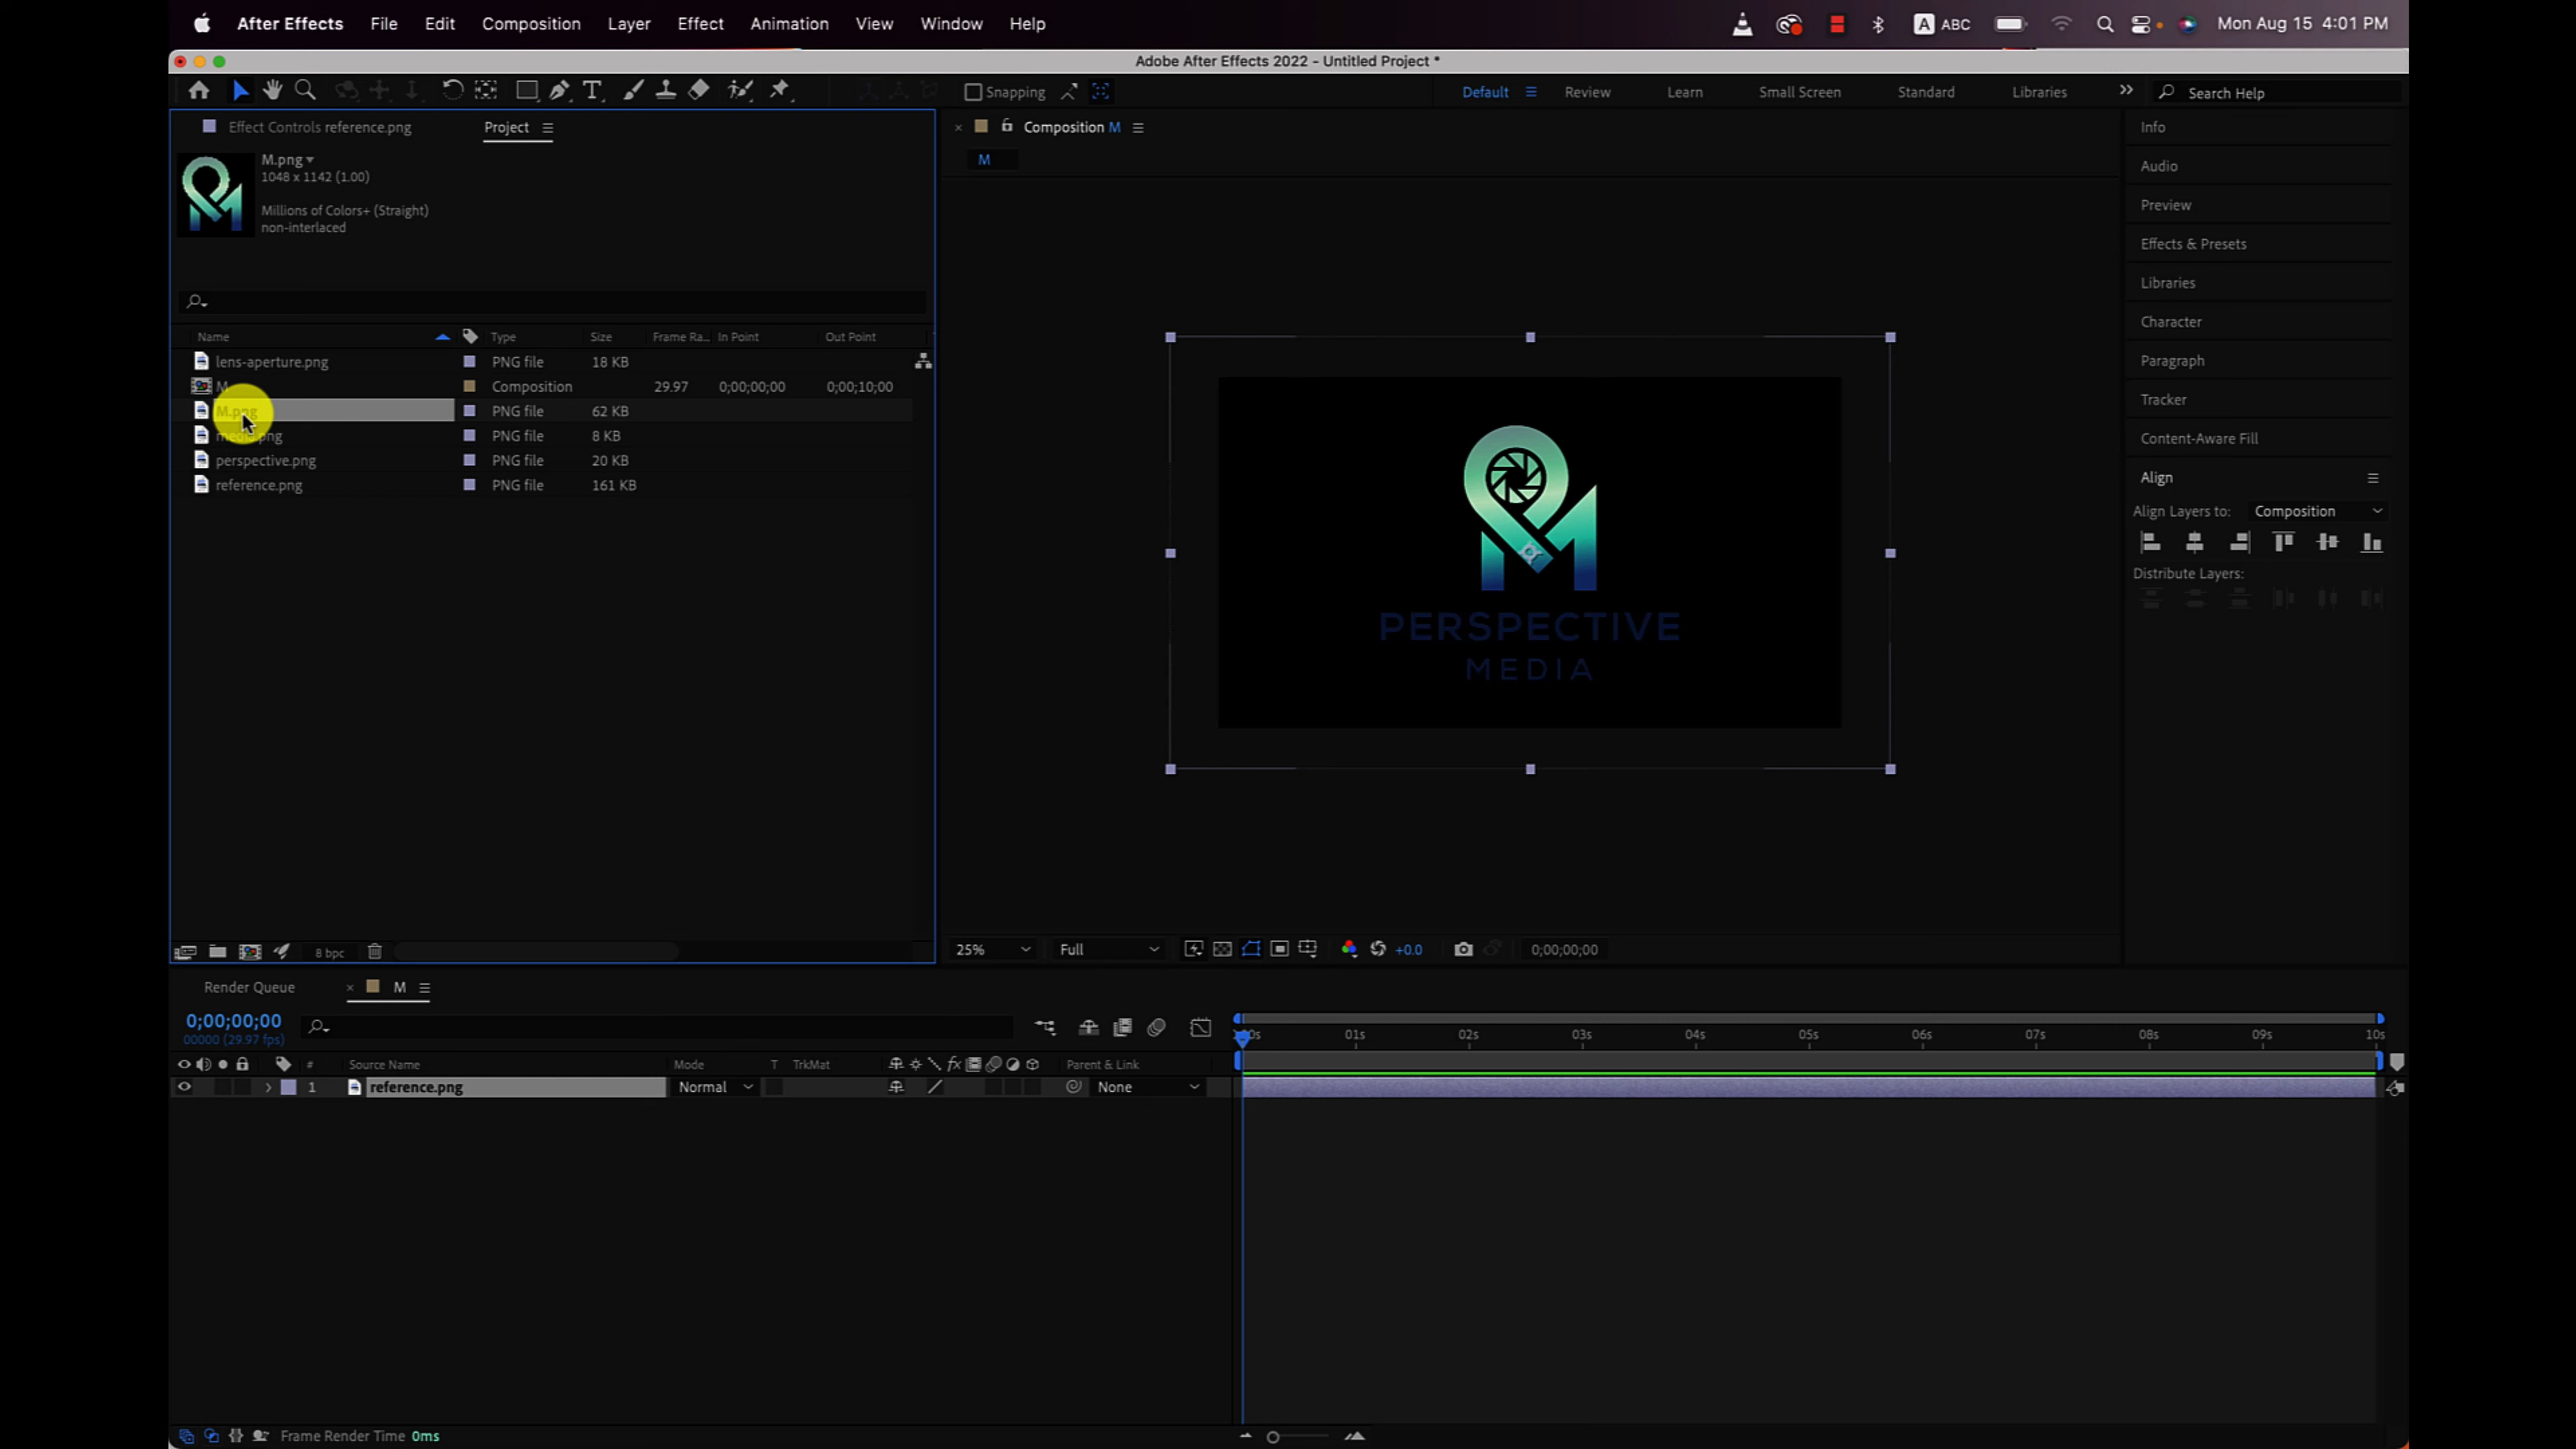 After Effects File Edit Composition Layer Effect Animation View Window Help
A ABC Mon Aug 15 4:01 PM
Adobe After Effects 2022 - Untitled Project *
Snapping
Default Review Learn Small Screen Standard Libraries Search Help
Effect Controls reference.png Project
Composition M
M
M.png
1048 x 1142 (1.00)
Millions of Colors+ (Straight)
non-interlaced
Name Type Size Frame Ra... In Point Out Point
lens-aperture.png PNG file 18 KB
M Composition 29.97 0;00;00;00 0;00;10;00
M.png PNG file 62 KB
media.png PNG file 8 KB
perspective.png PNG file 20 KB
reference.png PNG file 161 KB
PERSPECTIVE
MEDIA
Info
Audio
Preview
Effects & Presets
Libraries
Character
Paragraph
Tracker
Content-Aware Fill
Align
Align Layers to: Composition
Distribute Layers:
8 bpc
25% Full +0.0 0;00;00;00
Render Queue M
0;00;00;00
00000 (29.97 fps)
01s 02s 03s 04s 05s 06s 07s 08s 09s 10s
# Source Name Mode T TrkMat fx Parent & Link
1 reference.png Normal None
Frame Render Time 0ms